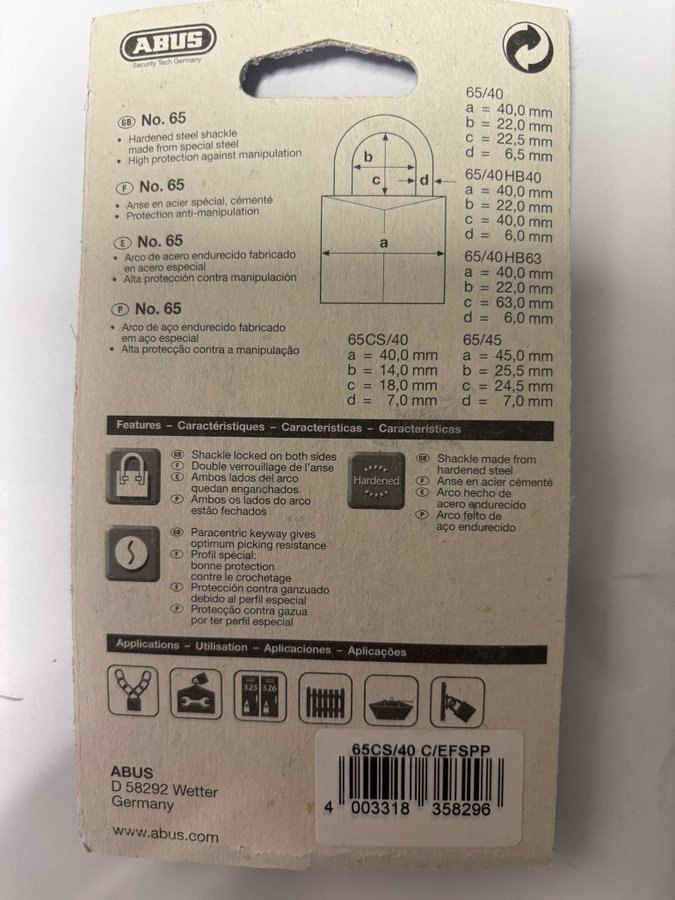 ABUS
Security Tech Germany
GB No. 65
• Hardened steel shackle
made from special steel
• High protection against manipulation
F No. 65
• Anse en acier spécial, cémenté
• Protection anti-manipulation
E No. 65
• Arco de acero endurecido fabricado
en acero especial
• Alta protección contra manipulación
P No. 65
• Arco de aço endurecido fabricado
em aço especial
• Alta protecção contra a manipulação
b
c
d
a
65/40
a = 40,0 mm
b = 22,0 mm
c = 22,5 mm
d = 6,5 mm
65/40HB40
a = 40,0 mm
b = 22,0 mm
c = 40,0 mm
d = 6,0 mm
65/40HB63
a = 40,0 mm
b = 22,0 mm
c = 63,0 mm
d = 6,0 mm
65CS/40
a = 40,0 mm
b = 14,0 mm
c = 18,0 mm
d = 7,0 mm
65/45
a = 45,0 mm
b = 25,5 mm
c = 24,5 mm
d = 7,0 mm
Features – Caractéristiques – Características – Características
GB Shackle locked on both sides
F Double verrouillage de l'anse
E Ambos lados del arco
quedan enganchados
P Ambos os lados do arco
estão fechados
Hardened
GB Shackle made from
hardened steel
F Anse en acier cémenté
E Arco hecho de
acero endurecido
P Arco feito de
aço endurecido
GB Paracentric keyway gives
optimum picking resistance
F Profil spécial:
bonne protection
contre le crochetage
E Protección contra ganzuado
debido al perfil especial
P Protecção contra gazua
por ter perfil especial
Applications – Utilisation – Aplicaciones – Aplicações
325 326
ABUS
D 58292 Wetter
Germany
www.abus.com
65CS/40 C/EFSPP
4 003318 358296